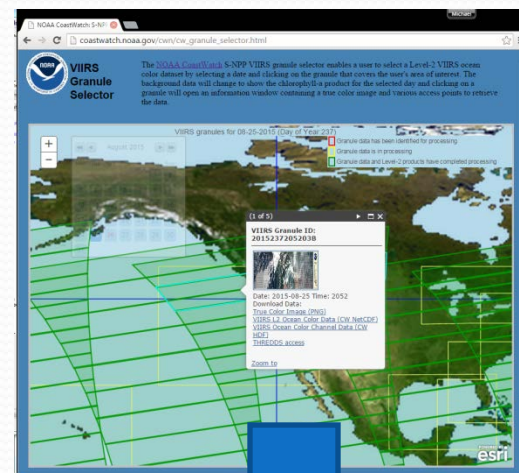 NOAA CoastWatch: S-NPP
Michael
coastwatch.noaa.gov/cwn/cw_granule_selector.html
NOAA
VIIRS
Granule
Selector
The NOAA CoastWatch S-NPP VIIRS granule selector enables a user to select a Level-2 VIIRS ocean
color dataset by selecting a date and clicking on the granule that covers the user's area of interest. The
background data will change to show the chlorophyll-a product for the selected day and clicking on a
granule will open an information window containing a true color image and various access points to retrieve
the data.
VIIRS granules for 08-25-2015 (Day of Year 237)
Granule data has been identified for processing
Granule data is in processing
Granule data and Level-2 products have completed processing
+
−
August 2015
(1 of 5)
VIIRS Granule ID:
20152372052038
Date: 2015-08-25 Time: 2052
Download Data:
True Color Image (PNG)
VIIRS L2 Ocean Color Data (CW NetCDF)
VIIRS Ocean Color Channel Data (CW
HDF)
THREDDS access
Zoom to
POWERED BY
esri